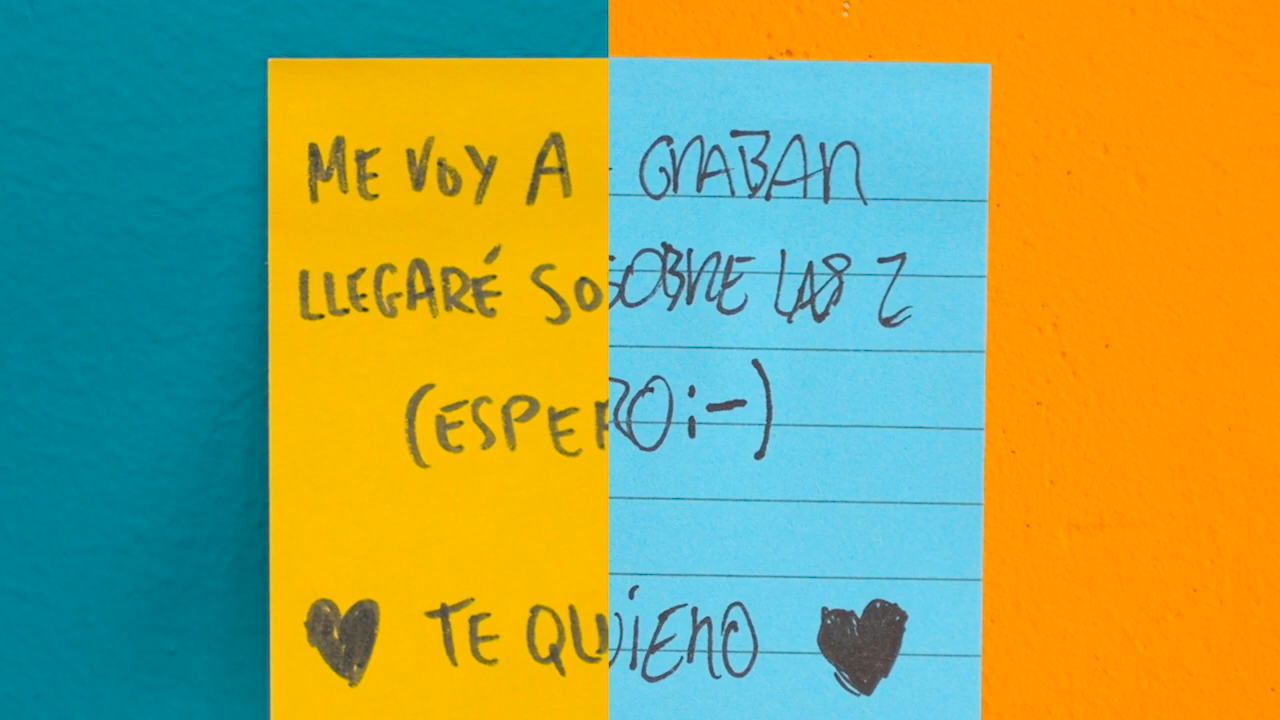 ME VOY A GRABAR
LLEGARÉ SOBRE LAS 2
(ESPERO :-)
♥ TE QUIERO ♥